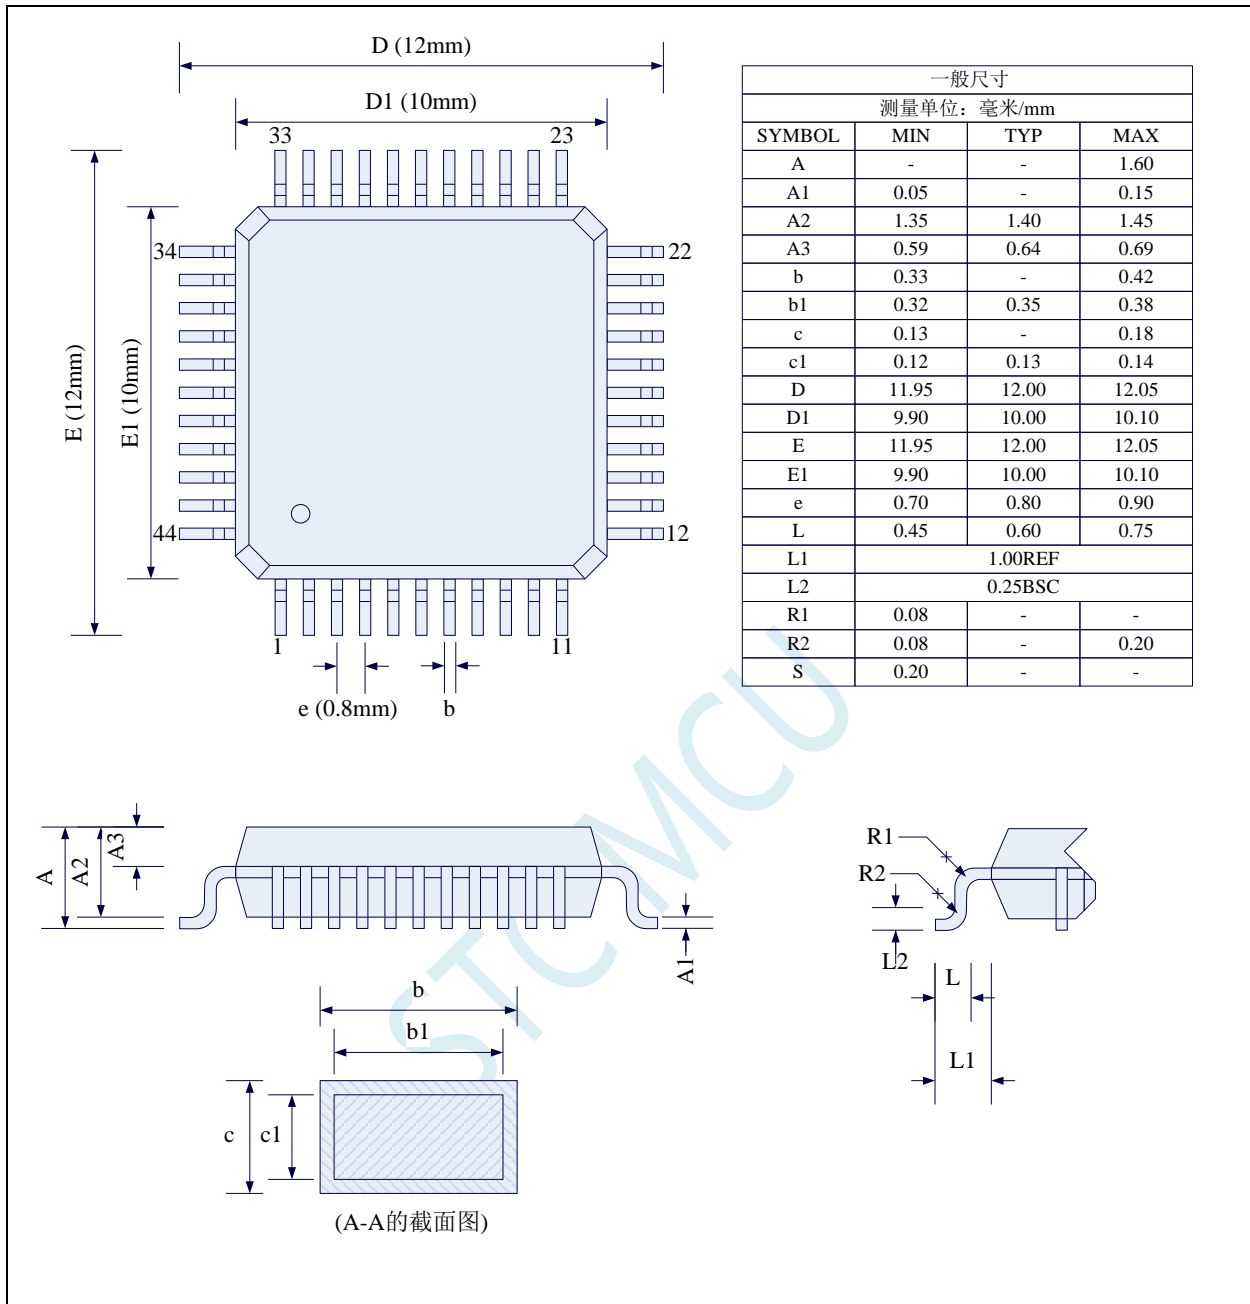 D (12mm)
D1 (10mm)
33 23
34 22
E (12mm)
E1 (10mm)
44 12
1 11
e (0.8mm) b
一般尺寸
测量单位：毫米/mm
SYMBOL MIN TYP MAX
A - - 1.60
A1 0.05 - 0.15
A2 1.35 1.40 1.45
A3 0.59 0.64 0.69
b 0.33 - 0.42
b1 0.32 0.35 0.38
c 0.13 - 0.18
c1 0.12 0.13 0.14
D 11.95 12.00 12.05
D1 9.90 10.00 10.10
E 11.95 12.00 12.05
E1 9.90 10.00 10.10
e 0.70 0.80 0.90
L 0.45 0.60 0.75
L1 1.00REF
L2 0.25BSC
R1 0.08 - -
R2 0.08 - 0.20
S 0.20 - -
STCMCU
A
A2
A3
A1
R1
R2
L2
L
L1
b
b1
c c1
(A-A的截面图)